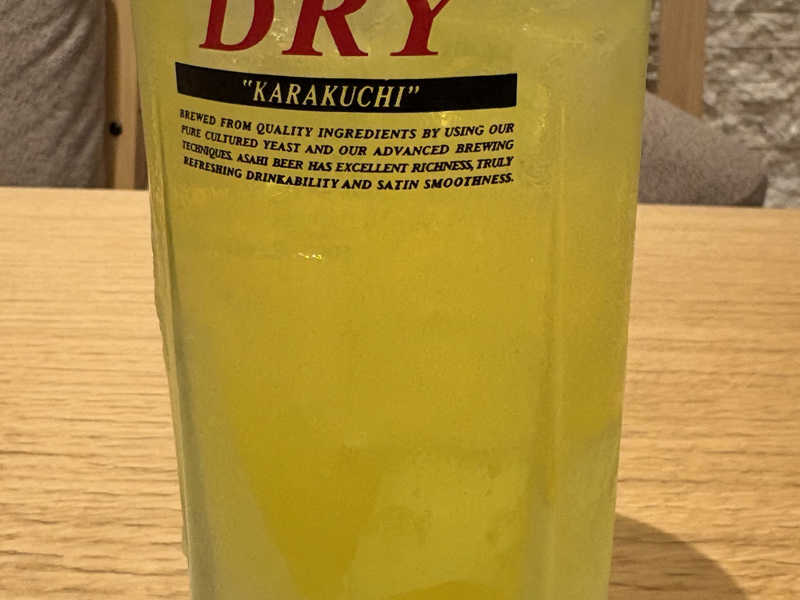 DRY
"KARAKUCHI"
BREWED FROM QUALITY INGREDIENTS BY USING OUR
PURE CULTURED YEAST AND OUR ADVANCED BREWING
TECHNIQUES. ASAHI BEER HAS EXCELLENT RICHNESS, TRULY
REFRESHING DRINKABILITY AND SATIN SMOOTHNESS.